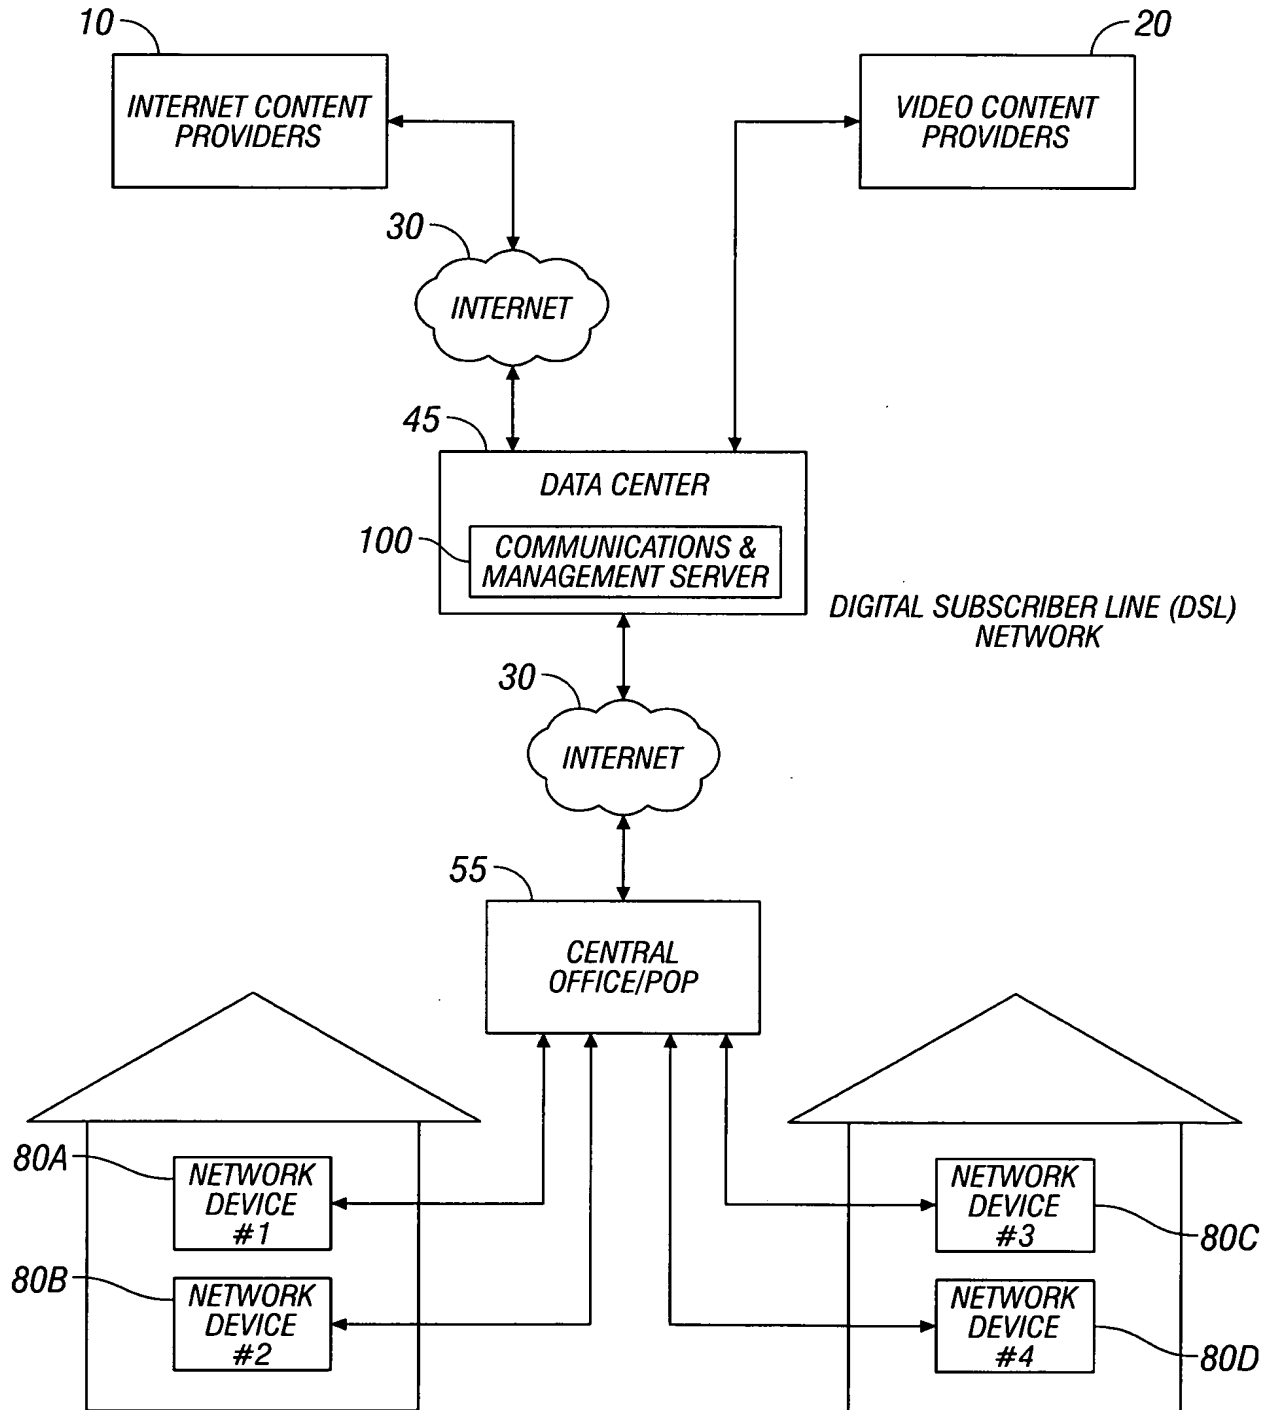 10
20
INTERNET CONTENT
PROVIDERS
VIDEO CONTENT
PROVIDERS
30
INTERNET
45
DATA CENTER
100
COMMUNICATIONS &
MANAGEMENT SERVER
DIGITAL SUBSCRIBER LINE (DSL)
NETWORK
30
INTERNET
55
CENTRAL
OFFICE/POP
80A
NETWORK
DEVICE
#1
80B
NETWORK
DEVICE
#2
NETWORK
DEVICE
#3
80C
NETWORK
DEVICE
#4
80D